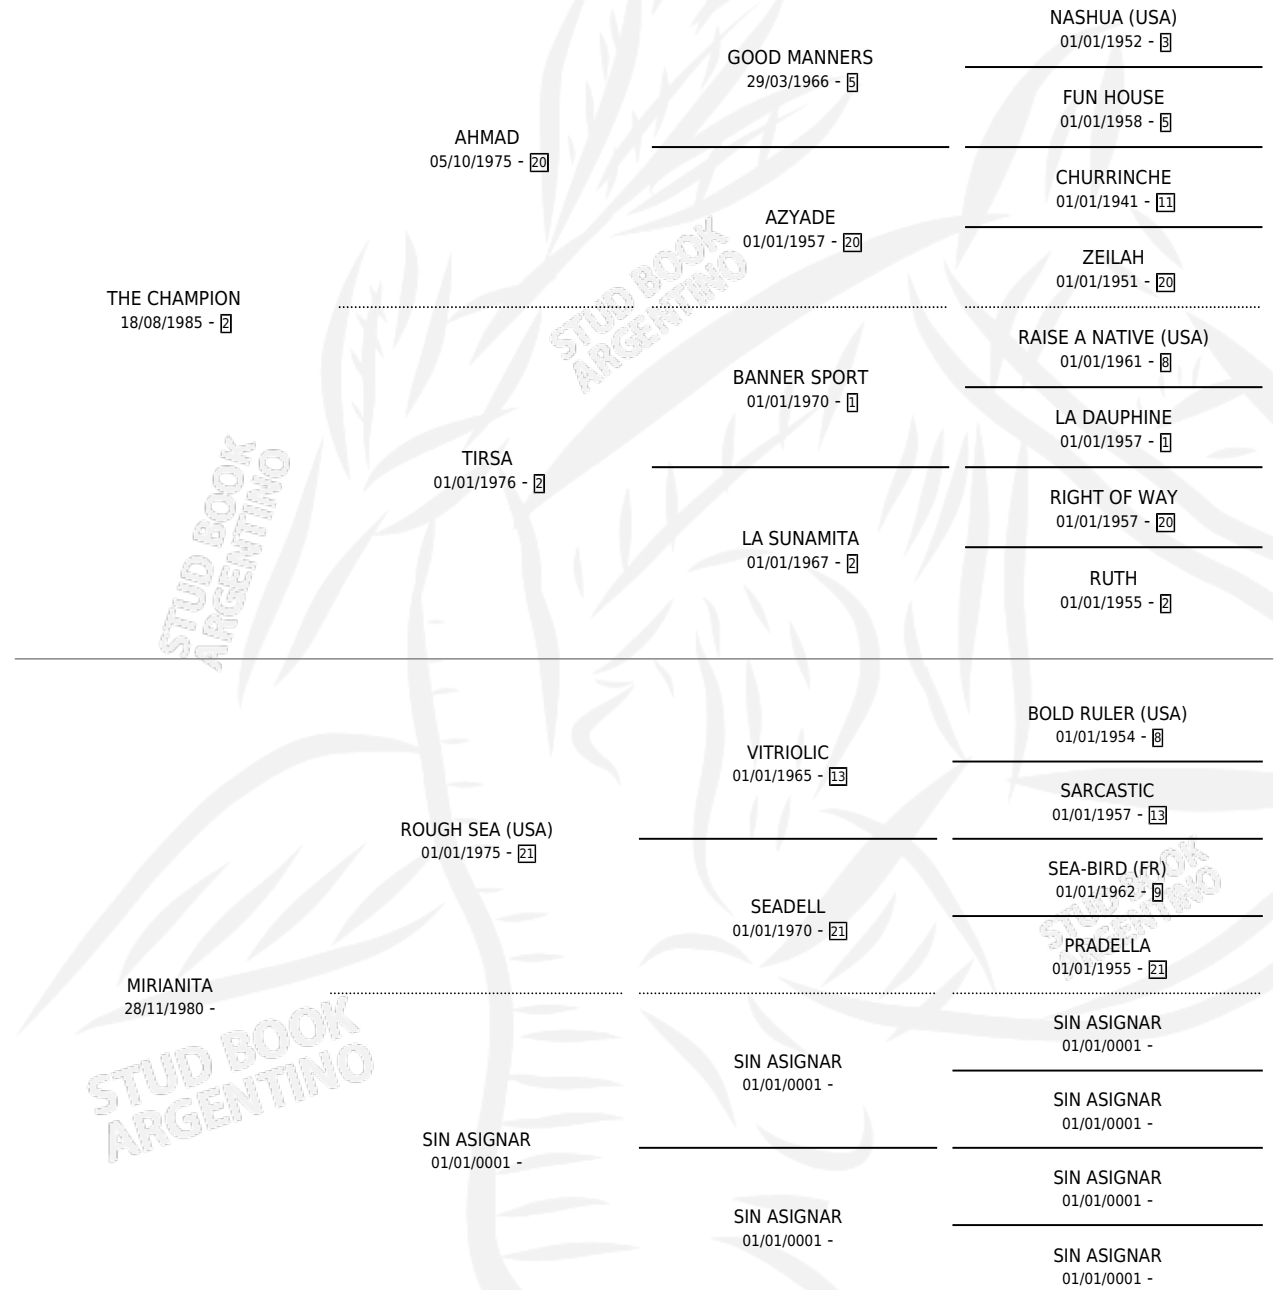 NASHUA (USA)
01/01/1952 - 3
GOOD MANNERS
29/03/1966 - 5
FUN HOUSE
01/01/1958 - 5
AHMAD
05/10/1975 - 20
CHURRINCHE
01/01/1941 - 11
AZYADE
01/01/1957 - 20
ZEILAH
01/01/1951 - 20
THE CHAMPION
18/08/1985 - 2
RAISE A NATIVE (USA)
01/01/1961 - 8
BANNER SPORT
01/01/1970 - 1
LA DAUPHINE
01/01/1957 - 1
TIRSA
01/01/1976 - 2
RIGHT OF WAY
01/01/1957 - 20
LA SUNAMITA
01/01/1967 - 2
RUTH
01/01/1955 - 2
STUD BOOK
ARGENTINO
STUD BOOK
ARGENTINO
BOLD RULER (USA)
01/01/1954 - 8
VITRIOLIC
01/01/1965 - 13
SARCASTIC
01/01/1957 - 13
ROUGH SEA (USA)
01/01/1975 - 21
SEA-BIRD (FR)
01/01/1962 - 9
SEADELL
01/01/1970 - 21
PRADELLA
01/01/1955 - 21
MIRIANITA
28/11/1980 -
SIN ASIGNAR
01/01/0001 -
SIN ASIGNAR
01/01/0001 -
SIN ASIGNAR
01/01/0001 -
SIN ASIGNAR
01/01/0001 -
SIN ASIGNAR
01/01/0001 -
SIN ASIGNAR
01/01/0001 -
SIN ASIGNAR
01/01/0001 -
STUD BOOK
ARGENTINO
STUD BOOK
ARGENTINO